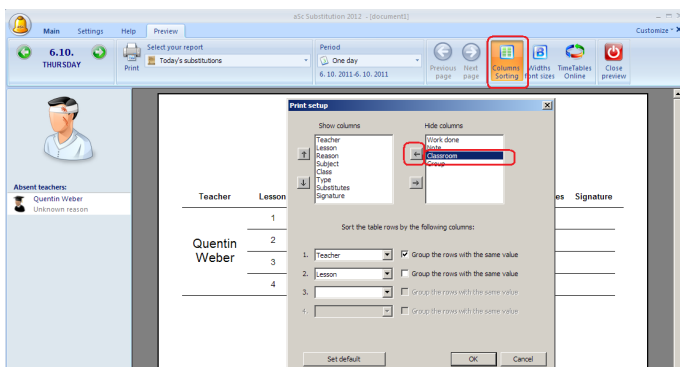 aSc Substitution 2012 - [document1]
Main Settings Help Preview Customize
6.10.
THURSDAY
Print
Select your report
Today's substitutions
Period
One day
6. 10. 2011-6. 10. 2011
Previous page
Next page
Columns Sorting
Widths font sizes
TimeTables Online
Close preview
Absent teachers:
Quentin Weber
Unknown reason
Teacher Lesson es Signature
1
2
3
4
Quentin
Weber
Print setup
Show columns
Teacher
Lesson
Reason
Subject
Class
Type
Substitutes
Signature
Hide columns
Work done
Note
Classroom
Group
Sort the table rows by the following columns:
1. Teacher Group the rows with the same value
2. Lesson Group the rows with the same value
3. Group the rows with the same value
4. Group the rows with the same value
Set default OK Cancel